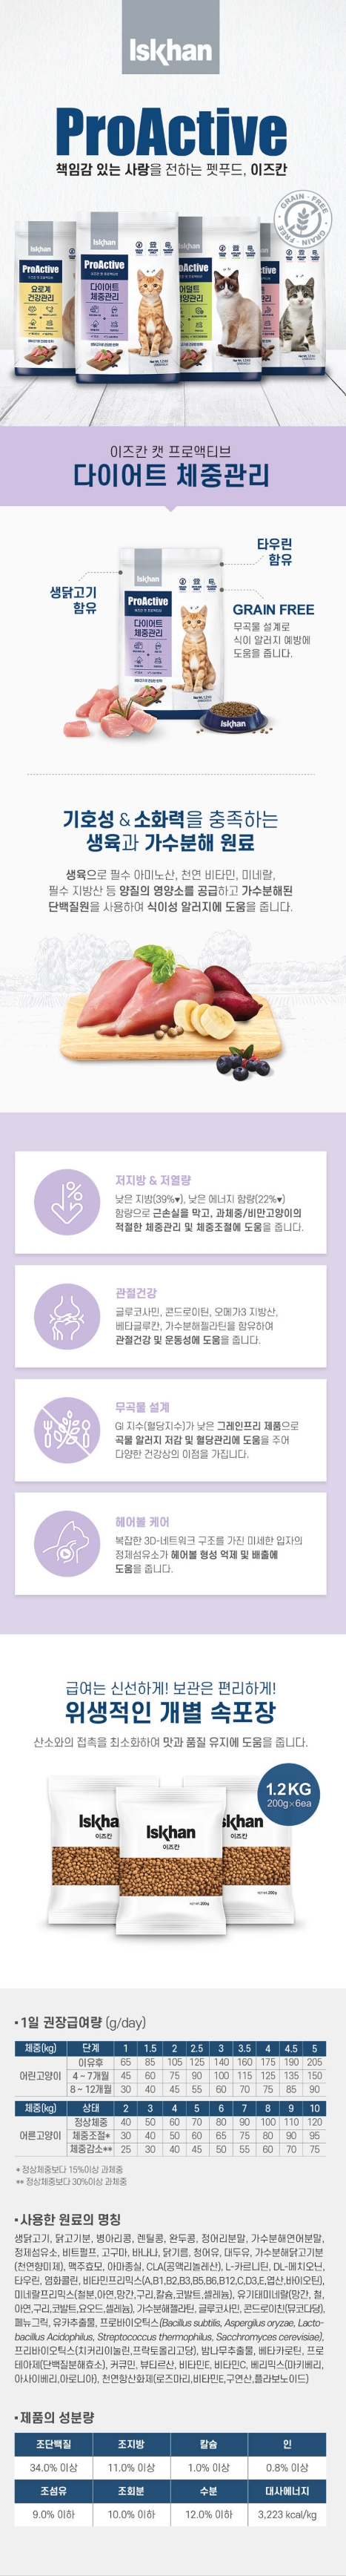 Iskhan
ProActive
책임감 있는 사랑을 전하는 펫푸드, 이즈칸
GRAIN - FREE
GRAIN - FREE
Iskhan
ProActive
요로계
건강관리
Iskhan
ProActive
다이어트
체중관리
이즈칸 캣 프로액티브
다이어트 체중관리
타우린
함유
생닭고기
함유
GRAIN FREE
무곡물 설계로
식이 알러지 예방에
도움을 줍니다.
Iskhan
ProActive
다이어트
체중관리
Iskhan
기호성 & 소화력을 충족하는
생육과 가수분해 원료
생육으로 필수 아미노산, 천연 비타민, 미네랄,
필수 지방산 등 양질의 영양소를 공급하고 가수분해된
단백질원을 사용하여 식이성 알러지에 도움을 줍니다.
저지방 & 저열량
낮은 지방(39%▾), 낮은 에너지 함량(22%▾)
함량으로 근손실을 막고, 과체중/비만고양이의
적절한 체중관리 및 체중조절에 도움을 줍니다.
관절건강
글루코사민, 콘드로이틴, 오메가3 지방산,
베타글루칸, 가수분해젤라틴을 함유하여
관절건강 및 운동성에 도움을 줍니다.
무곡물 설계
GI 지수(혈당지수)가 낮은 그레인프리 제품으로
곡물 알러지 저감 및 혈당관리에 도움을 주어
다양한 건강상의 이점을 가집니다.
헤어볼 케어
복잡한 3D-네트워크 구조를 가진 미세한 입자의
정제섬유소가 헤어볼 형성 억제 및 배출에
도움을 줍니다.
급여는 신선하게! 보관은 편리하게!
위생적인 개별 속포장
산소와의 접촉을 최소화하여 맛과 품질 유지에 도움을 줍니다.
1.2KG
200g×6ea
Iskha
이즈칸
Iskhan
이즈칸
skhan
이즈칸
▪ 1일 권장급여량 (g/day)
체중(kg) 단계 1 1.5 2 2.5 3 3.5 4 4.5 5
어린고양이 이유후 65 85 105 125 140 160 175 190 205
4 ~ 7개월 45 60 75 90 100 115 125 135 150
8 ~ 12개월 30 40 45 55 60 70 75 85 90
체중(kg) 상태 2 3 4 5 6 7 8 9 10
어른고양이 정상체중 40 50 60 70 80 90 100 110 120
체중조절* 30 40 50 60 65 75 80 90 95
체중감소** 25 30 40 45 50 55 60 70 75
* 정상체중보다 15%이상 과체중
** 정상체중보다 30%이상 과체중
▪ 사용한 원료의 명칭
생닭고기, 닭고기분, 병아리콩, 렌틸콩, 완두콩, 정어리분말, 가수분해연어분말,
정제섬유소, 비트펄프, 고구마, 바나나, 닭기름, 청어유, 대두유, 가수분해닭고기분
(천연향미제), 맥주효모, 아마종실, CLA(공액리놀레산), L-카르니틴, DL-메치오닌,
타우린, 염화콜린, 비타민프리믹스(A,B1,B2,B3,B5,B6,B12,C,D3,E,엽산,비오틴),
미네랄프리믹스(철분,아연,망간,구리,칼슘,코발트,셀레늄), 유기태미네랄(망간, 철,
아연,구리,코발트,요오드,셀레늄), 가수분해젤라틴, 글루코사민, 콘드로이친(뮤코다당),
페뉴그릭, 유카추출물, 프로바이오틱스(Bacillus subtilis, Aspergilus oryzae, Lacto-
bacillus Acidophilus, Streptococcus thermophilus, Sacchromyces cerevisiae),
프리바이오틱스(치커리이눌린,프락토올리고당), 밤나무추출물, 베타카로틴, 프로
테아제(단백질분해효소), 커큐민, 뷰티르산, 비타민E, 비타민C, 베리믹스(마키베리,
아사이베리,아로니아), 천연항산화제(로즈마리,비타민E,구연산,플라보노이드)
▪ 제품의 성분량
조단백질 조지방 칼슘 인
34.0% 이상 11.0% 이상 1.0% 이상 0.8% 이상
조섬유 조회분 수분 대사에너지
9.0% 이하 10.0% 이하 12.0% 이하 3,223 kcal/kg